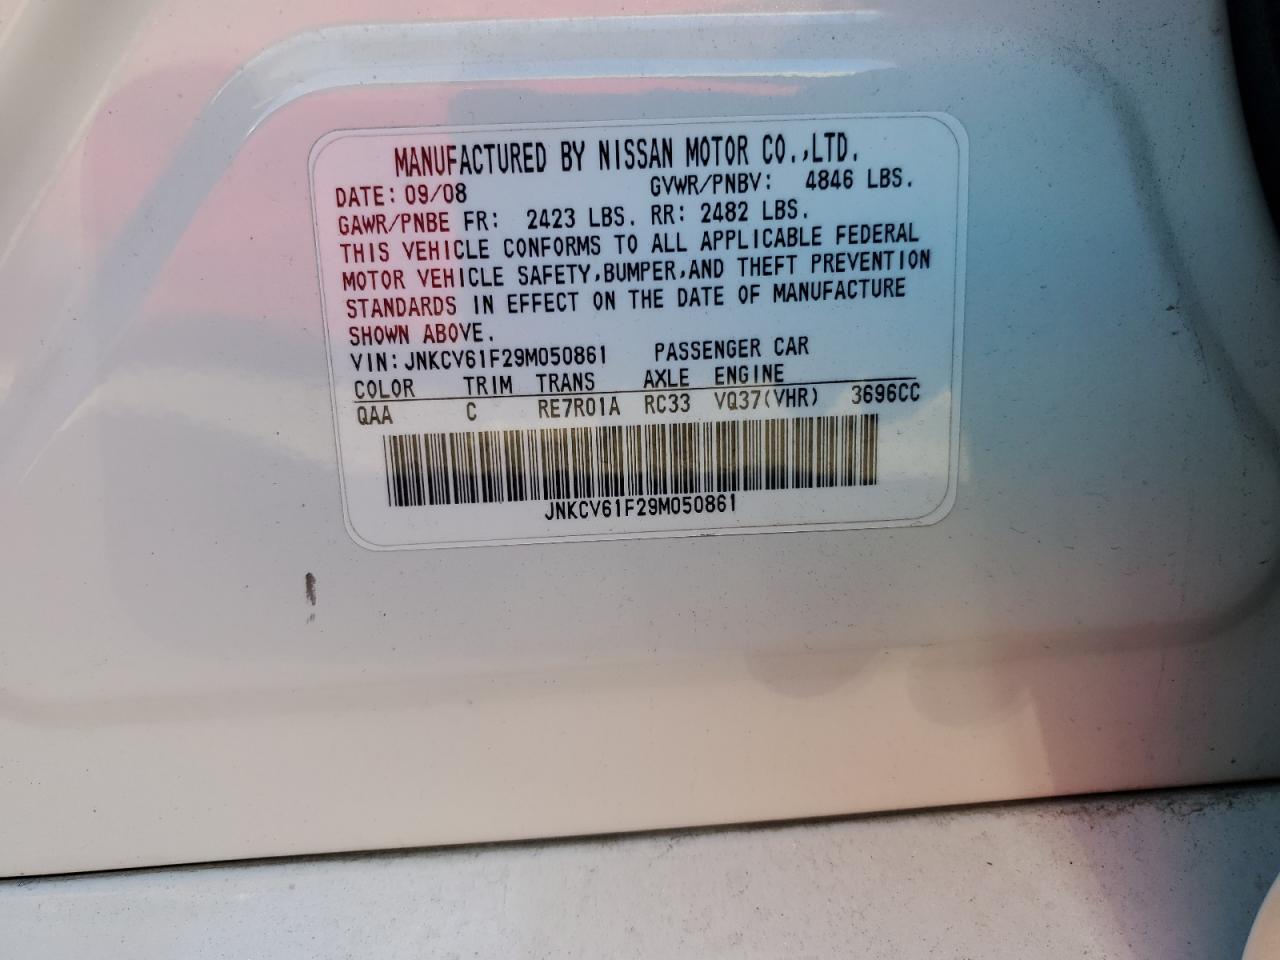 MANUFACTURED BY NISSAN MOTOR CO.,LTD.
DATE: 09/08 GVWR/PNBV: 4846 LBS.
GAWR/PNBE FR: 2423 LBS. RR: 2482 LBS.
THIS VEHICLE CONFORMS TO ALL APPLICABLE FEDERAL
MOTOR VEHICLE SAFETY,BUMPER,AND THEFT PREVENTION
STANDARDS IN EFFECT ON THE DATE OF MANUFACTURE
SHOWN ABOVE.
VIN:JNKCV61F29M050861 PASSENGER CAR
COLOR TRIM TRANS AXLE ENGINE
QAA C RE7R01A RC33 VQ37(VHR) 3696CC
JNKCV61F29M050861